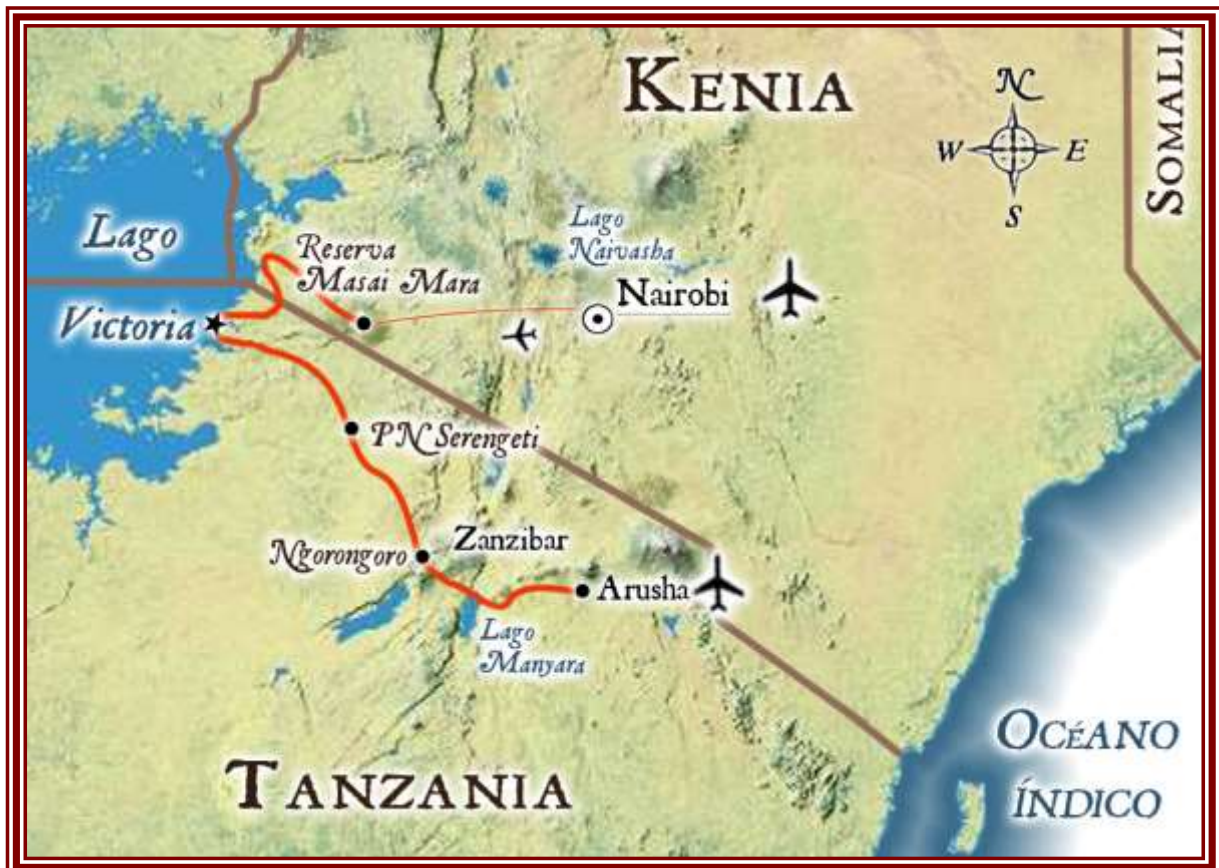 KENIA
SOMALIA
N
W E
S
Lago
Naivasha
Lago
Reserva
Masai Mara
Nairobi
Victoria
PN Serengeti
Zanzibar
Ngorongoro
Arusha
Lago
Manyara
OCÉANO
ÍNDICO
TANZANIA